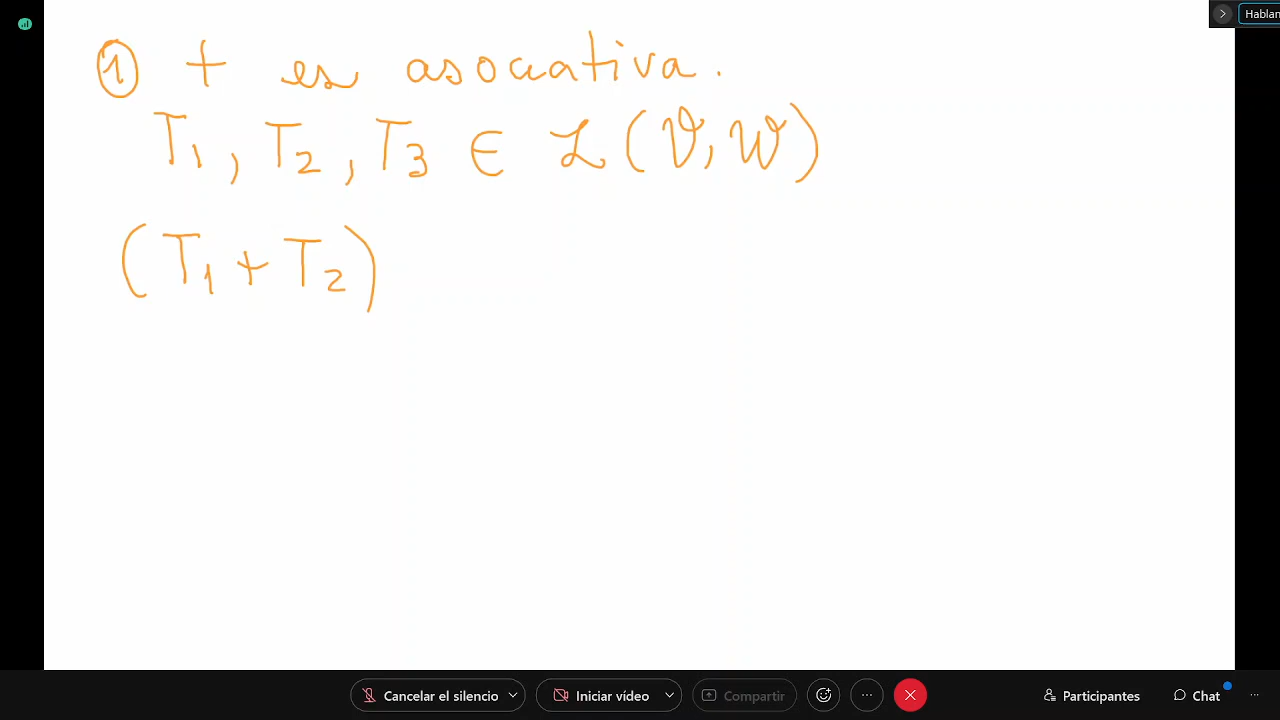 Hablan
① + es asociativa.
T₁, T₂, T₃ ∈ ℒ(𝒱, 𝒲)
(T₁ + T₂)
Cancelar el silencio Iniciar vídeo Compartir ... Participantes Chat ...